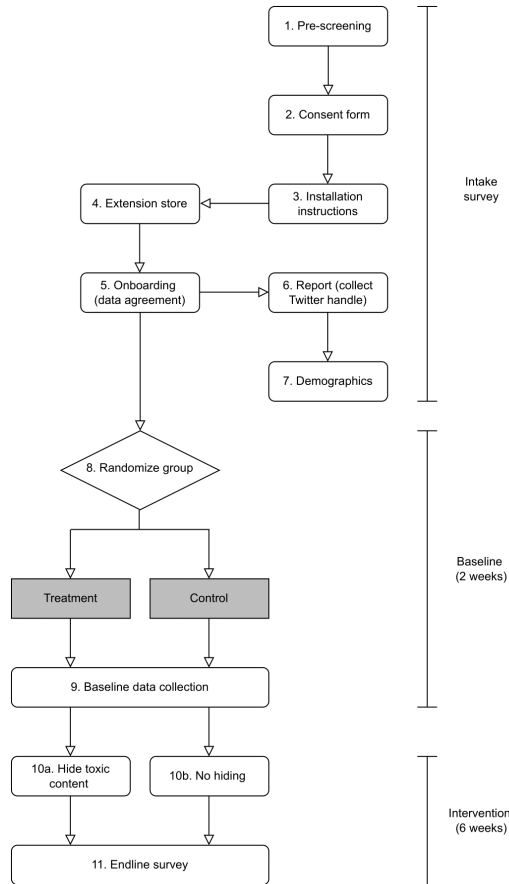 1. Pre-screening
2. Consent form
3. Installation
instructions
4. Extension store
Intake
survey
5. Onboarding
(data agreement)
6. Report (collect
Twitter handle)
7. Demographics
8. Randomize group
Baseline
(2 weeks)
Treatment
Control
9. Baseline data collection
10a. Hide toxic
content
10b. No hiding
Intervention
(6 weeks)
11. Endline survey